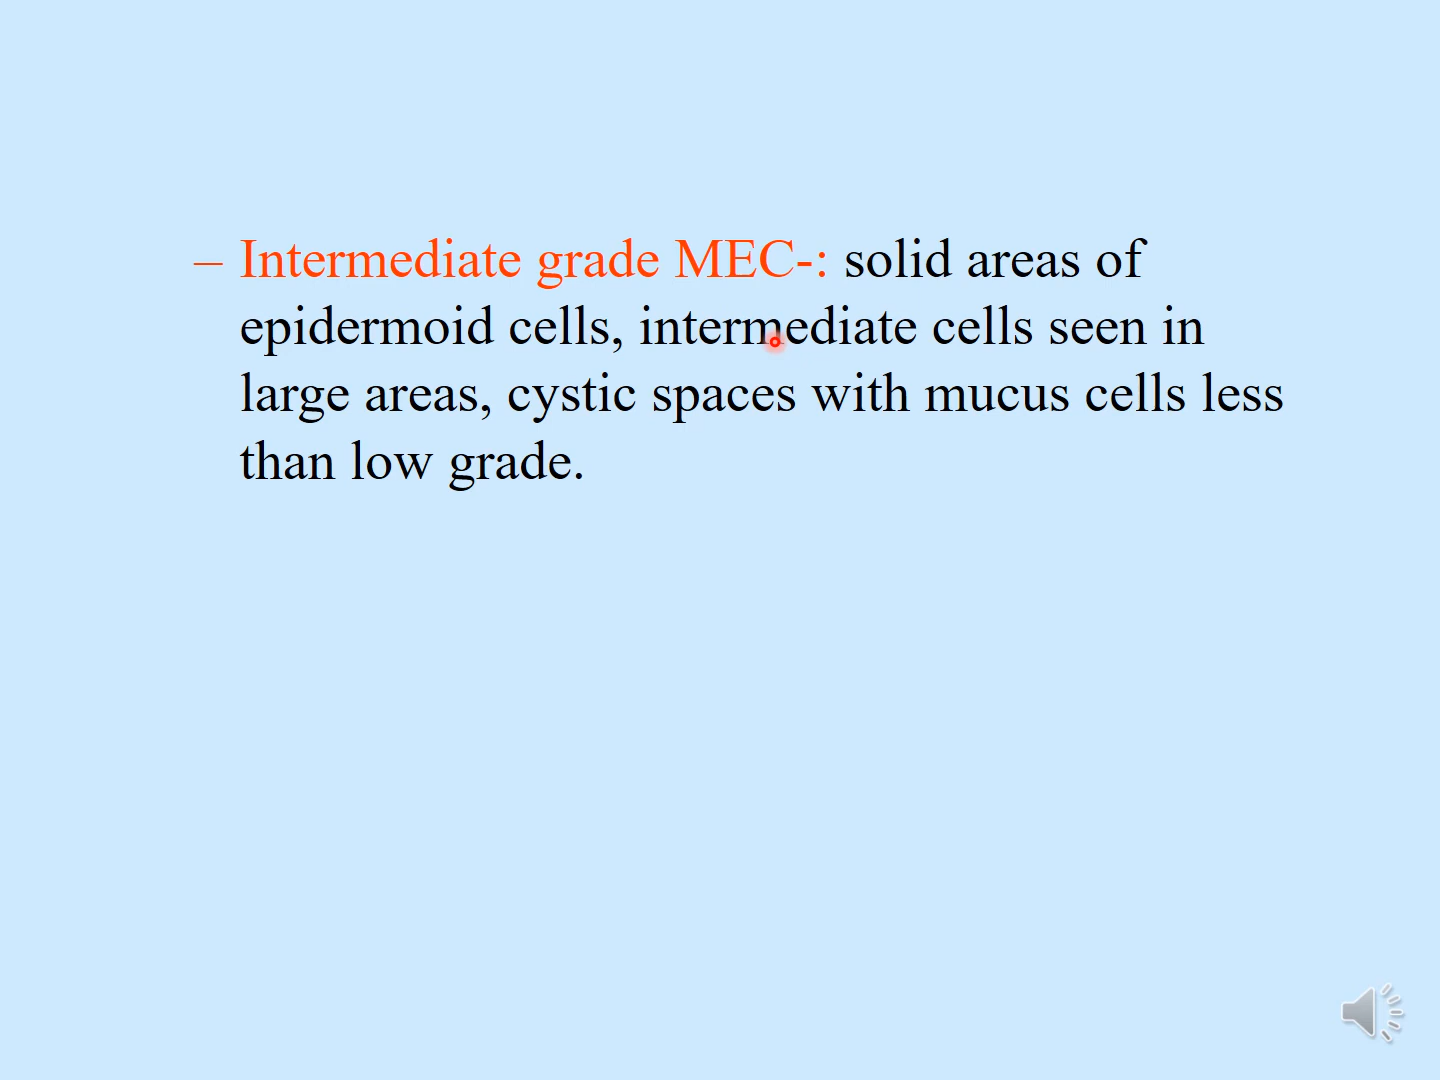 – Intermediate grade MEC-: solid areas of
epidermoid cells, intermediate cells seen in
large areas, cystic spaces with mucus cells less
than low grade.